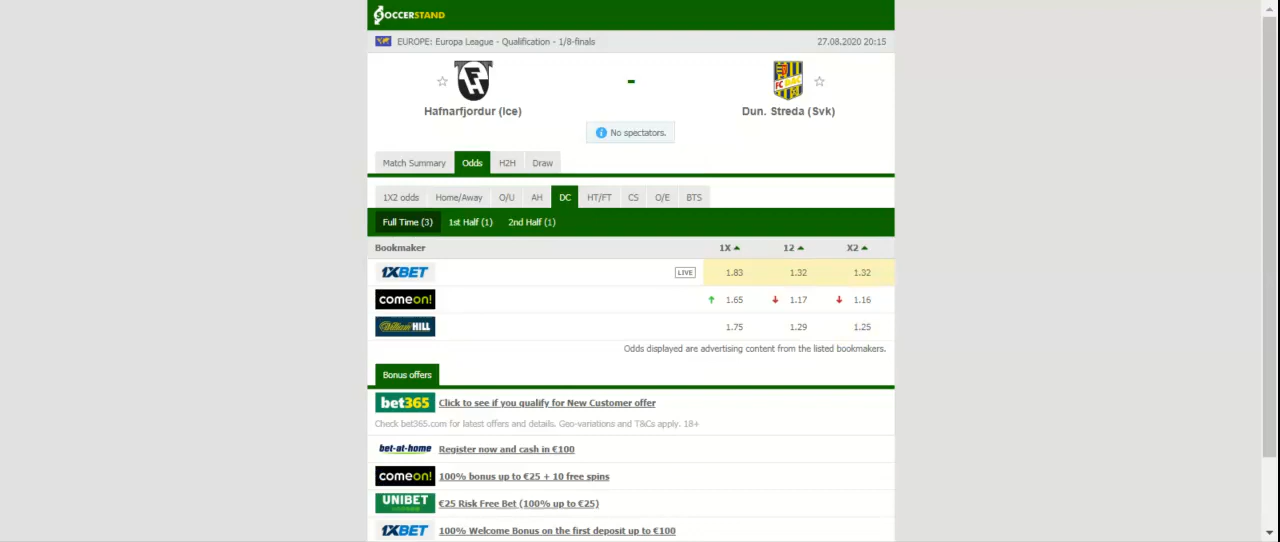 SOCCERSTAND
EUROPE: Europa League - Qualification - 1/8-finals 27.08.2020 20:15
Hafnarfjordur (Ice) - Dun. Streda (Svk)
No spectators.
Match Summary Odds H2H Draw
1X2 odds Home/Away O/U AH DC HT/FT CS O/E BTS
Full Time (3) 1st Half (1) 2nd Half (1)
Bookmaker 1X 12 X2
1XBET LIVE 1.83 1.32 1.32
comeon! 1.65 1.17 1.16
William HILL 1.75 1.29 1.25
Odds displayed are advertising content from the listed bookmakers.
Bonus offers
bet365 Click to see if you qualify for New Customer offer
Check bet365.com for latest offers and details. Geo-variations and T&Cs apply. 18+
bet-at-home Register now and cash in €100
comeon! 100% bonus up to €25 + 10 free spins
UNIBET €25 Risk Free Bet (100% up to €25)
1XBET 100% Welcome Bonus on the first deposit up to €100